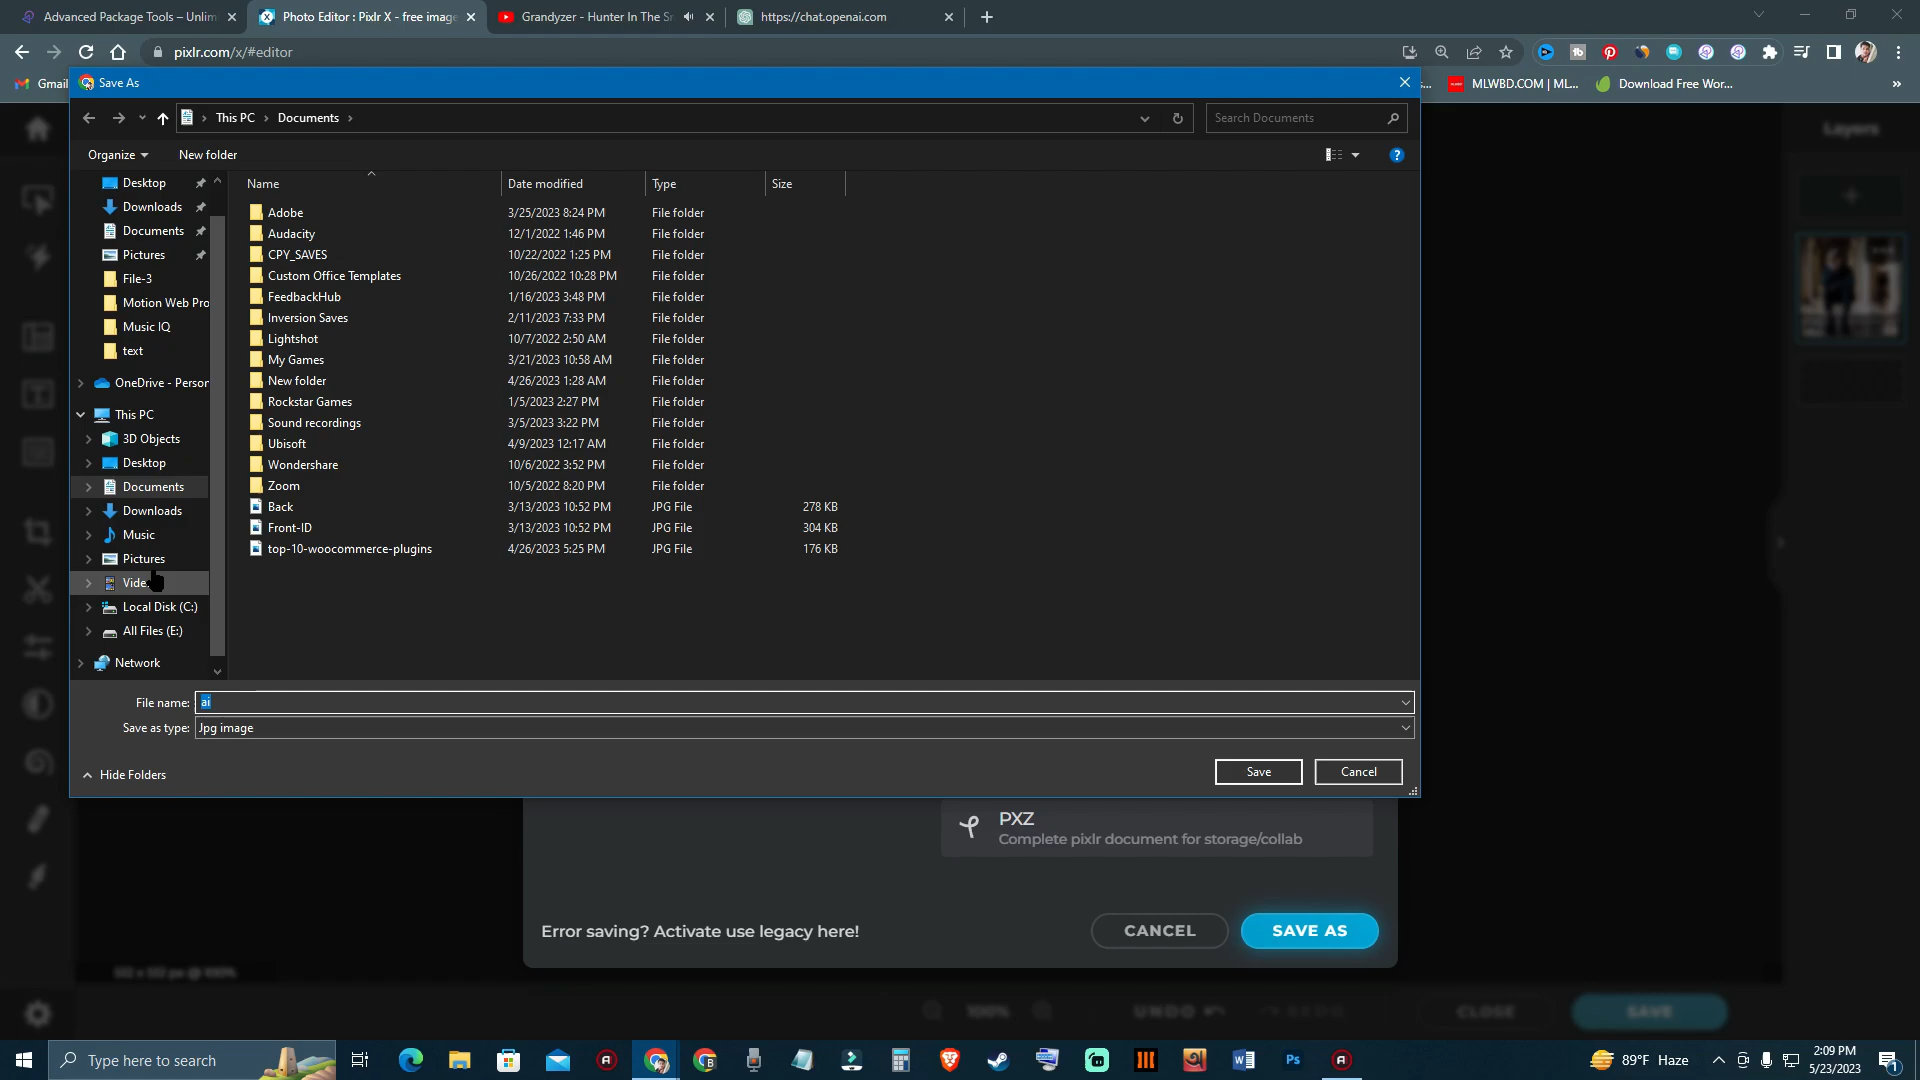 Advanced Package Tools – Unlim
Photo Editor : Pixlr X - free image
Grandyzer - Hunter In The Sn
https://chat.openai.com
pixlr.com/x/#editor
Gmail
MLWBD.COM | ML...
Download Free Wor...
»
Save As
This PC > Documents >
Search Documents
Organize
New folder
Name
Date modified
Type
Size
Desktop
Downloads
Documents
Pictures
File-3
Motion Web Pro
Music IQ
text
OneDrive - Person
This PC
3D Objects
Desktop
Documents
Downloads
Music
Pictures
Local Disk (C:)
All Files (E:)
Network
Adobe 3/25/2023 8:24 PM File folder
Audacity 12/1/2022 1:46 PM File folder
CPY_SAVES 10/22/2022 1:25 PM File folder
Custom Office Templates 10/26/2022 10:28 PM File folder
FeedbackHub 1/16/2023 3:48 PM File folder
Inversion Saves 2/11/2023 7:33 PM File folder
Lightshot 10/7/2022 2:50 AM File folder
My Games 3/21/2023 10:58 AM File folder
New folder 4/26/2023 1:28 AM File folder
Rockstar Games 1/5/2023 2:27 PM File folder
Sound recordings 3/5/2023 3:22 PM File folder
Ubisoft 4/9/2023 12:17 AM File folder
Wondershare 10/6/2022 3:52 PM File folder
Zoom 10/5/2022 8:20 PM File folder
Back 3/13/2023 10:52 PM JPG File 278 KB
Front-ID 3/13/2023 10:52 PM JPG File 304 KB
top-10-woocommerce-plugins 4/26/2023 5:25 PM JPG File 176 KB
File name: ai
Save as type: Jpg image
Hide Folders
Save
Cancel
Layers
PXZ
Complete pixlr document for storage/collab
Error saving? Activate use legacy here!
CANCEL
SAVE AS
100%
UNDO
REDO
CLOSE
SAVE
Type here to search
Ps
89°F Haze
2:09 PM
5/23/2023
1